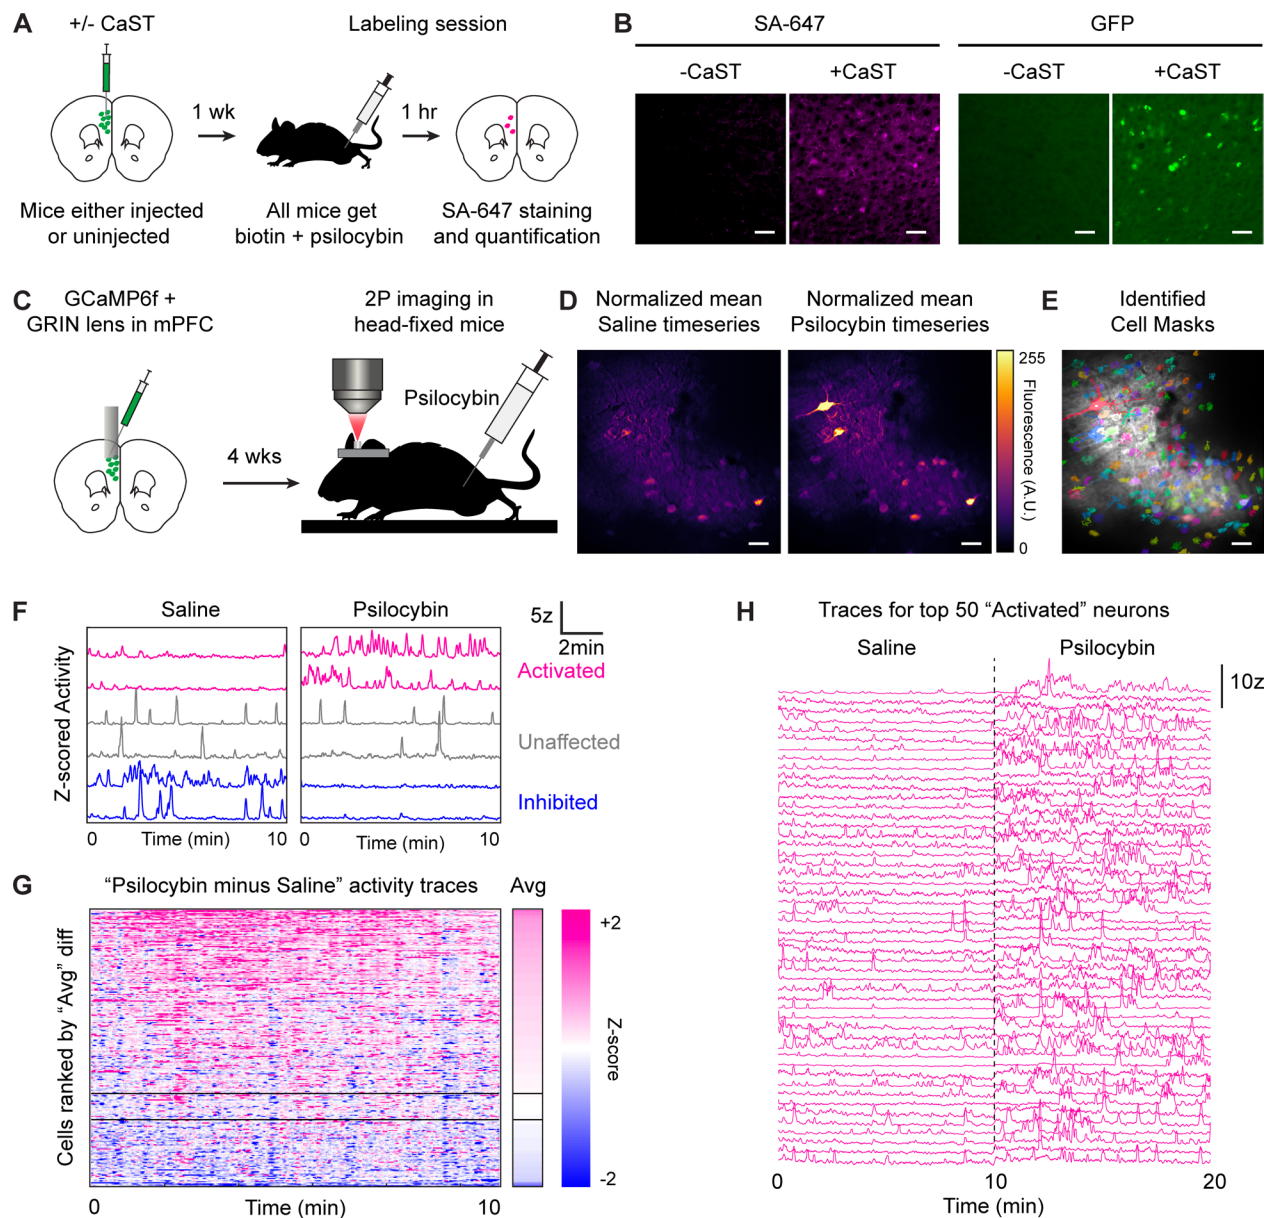 A
+/- CaST
Labeling session
1 wk
1 hr
Mice either injected
or uninjected
All mice get
biotin + psilocybin
SA-647 staining
and quantification
B
SA-647
GFP
-CaST
+CaST
-CaST
+CaST
C
GCaMP6f +
GRIN lens in mPFC
2P imaging in
head-fixed mice
Psilocybin
4 wks
D
Normalized mean
Saline timeseries
Normalized mean
Psilocybin timeseries
255
Fluorescence (A.U.)
0
E
Identified
Cell Masks
F
Saline
Psilocybin
5z
2min
Z-scored Activity
Activated
Unaffected
Inhibited
0
Time (min)
10
0
Time (min)
10
G
“Psilocybin minus Saline” activity traces
Avg
Cells ranked by “Avg” diff
+2
Z-score
-2
0
Time (min)
10
H
Traces for top 50 “Activated” neurons
Saline
Psilocybin
10z
0
10
20
Time (min)